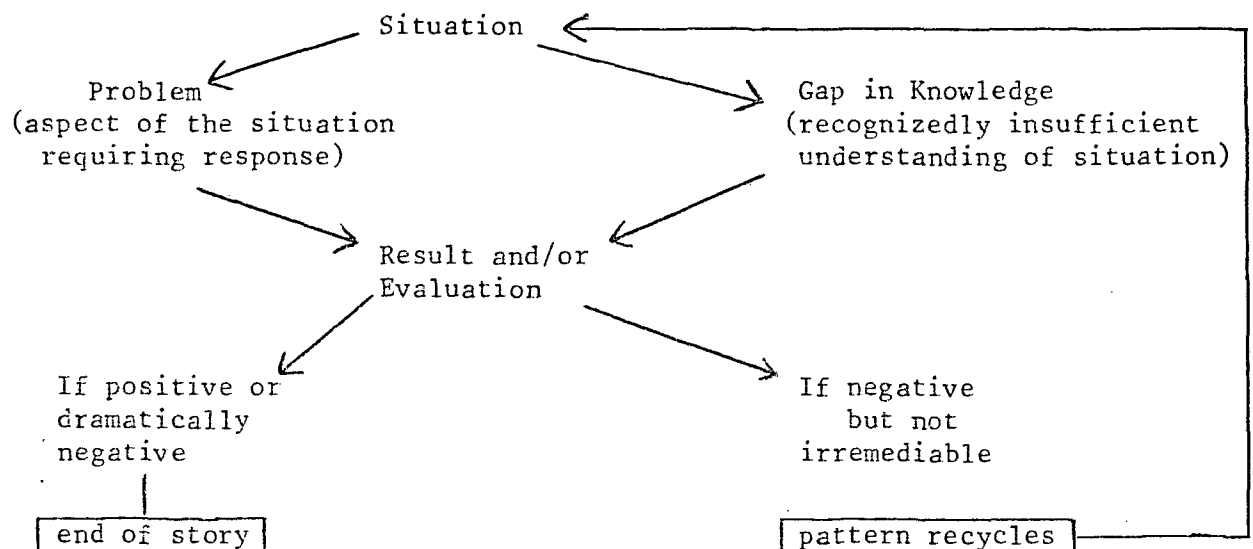 Situation
Problem
(aspect of the situation
requiring response)
Gap in Knowledge
(recognizedly insufficient
understanding of situation)
Result and/or
Evaluation
If positive or
dramatically
negative
If negative
but not
irremediable
end of story
pattern recycles